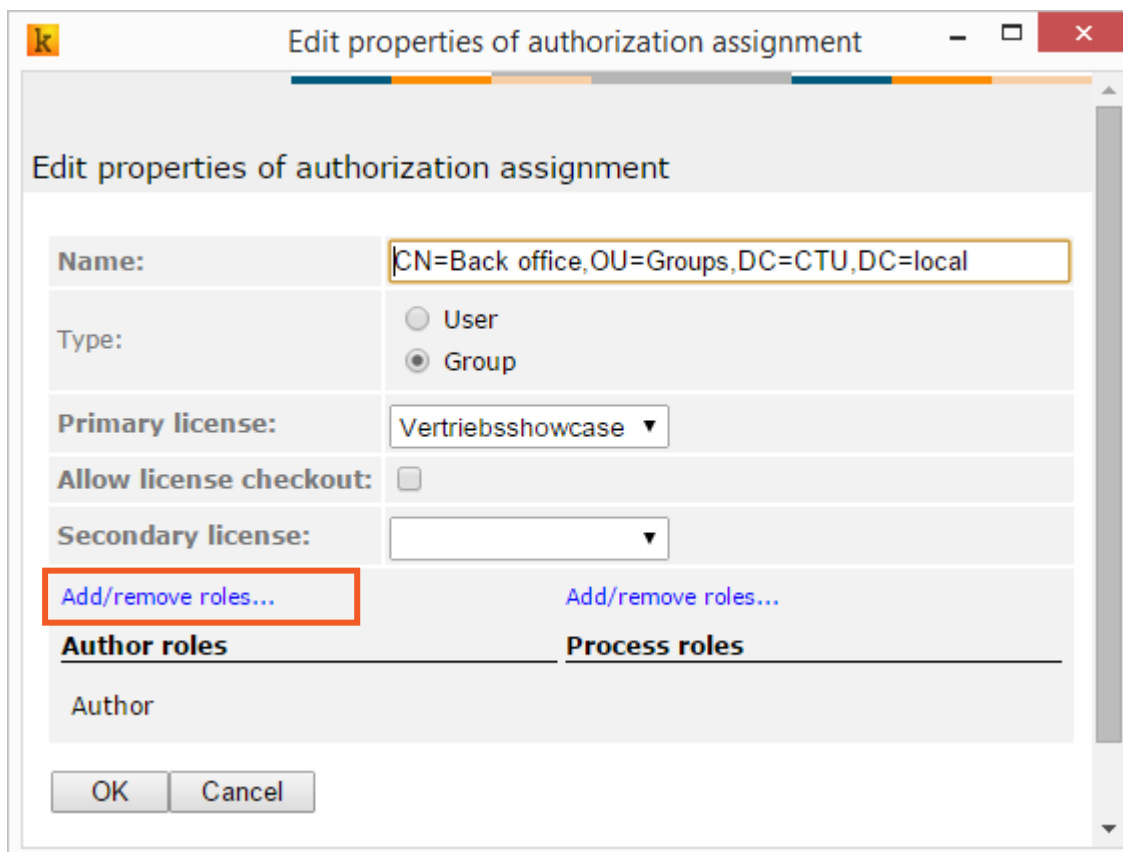 k
Edit properties of authorization assignment
Edit properties of authorization assignment
Name:
CN=Back office,OU=Groups,DC=CTU,DC=local
Type:
User
Group
Primary license:
Vertriebsshowcase
Allow license checkout:
Secondary license:
Add/remove roles... Add/remove roles...
Author roles Process roles
Author
OK Cancel